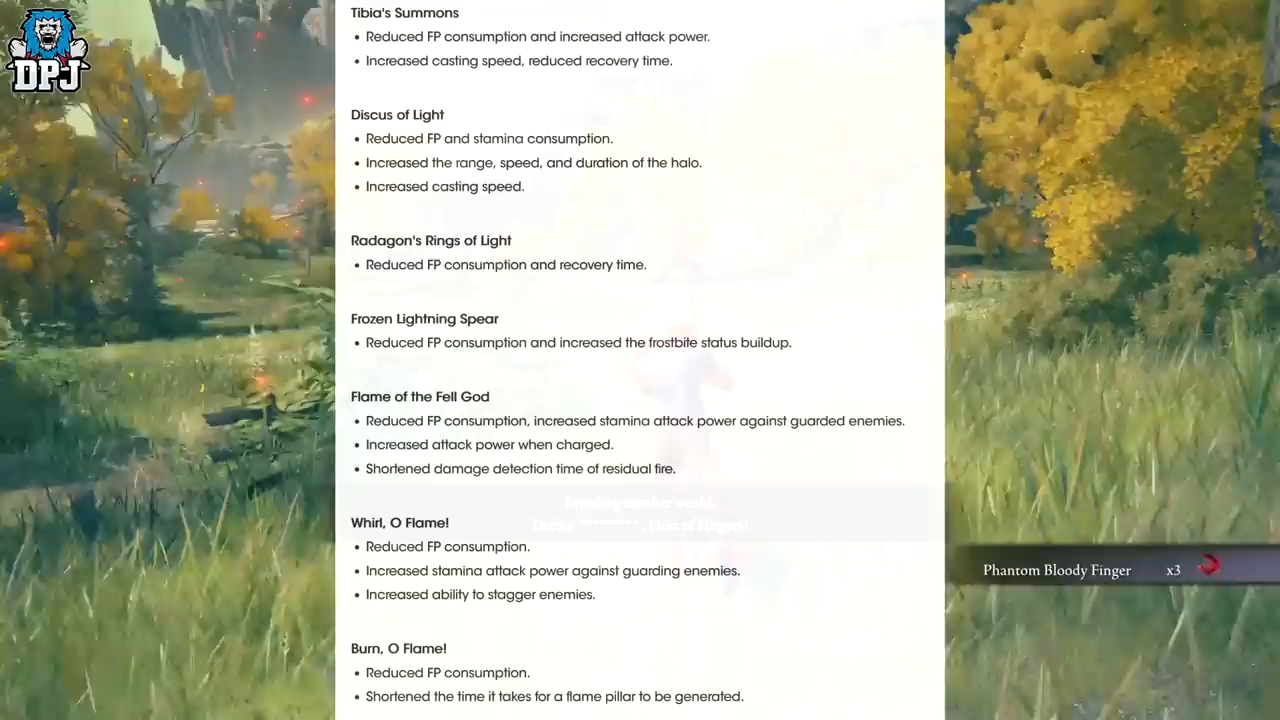 DPJ
Tibia's Summons
• Reduced FP consumption and increased attack power.
• Increased casting speed, reduced recovery time.
Discus of Light
• Reduced FP and stamina consumption.
• Increased the range, speed, and duration of the halo.
• Increased casting speed.
Radagon's Rings of Light
• Reduced FP consumption and recovery time.
Frozen Lightning Spear
• Reduced FP consumption and increased the frostbite status buildup.
Flame of the Fell God
• Reduced FP consumption, increased stamina attack power against guarded enemies.
• Increased attack power when charged.
• Shortened damage detection time of residual fire.
Invading another world.
, Host of Fingers!
Whirl, O Flame!
• Reduced FP consumption.
• Increased stamina attack power against guarding enemies.
• Increased ability to stagger enemies.
Phantom Bloody Finger x3
Burn, O Flame!
• Reduced FP consumption.
• Shortened the time it takes for a flame pillar to be generated.